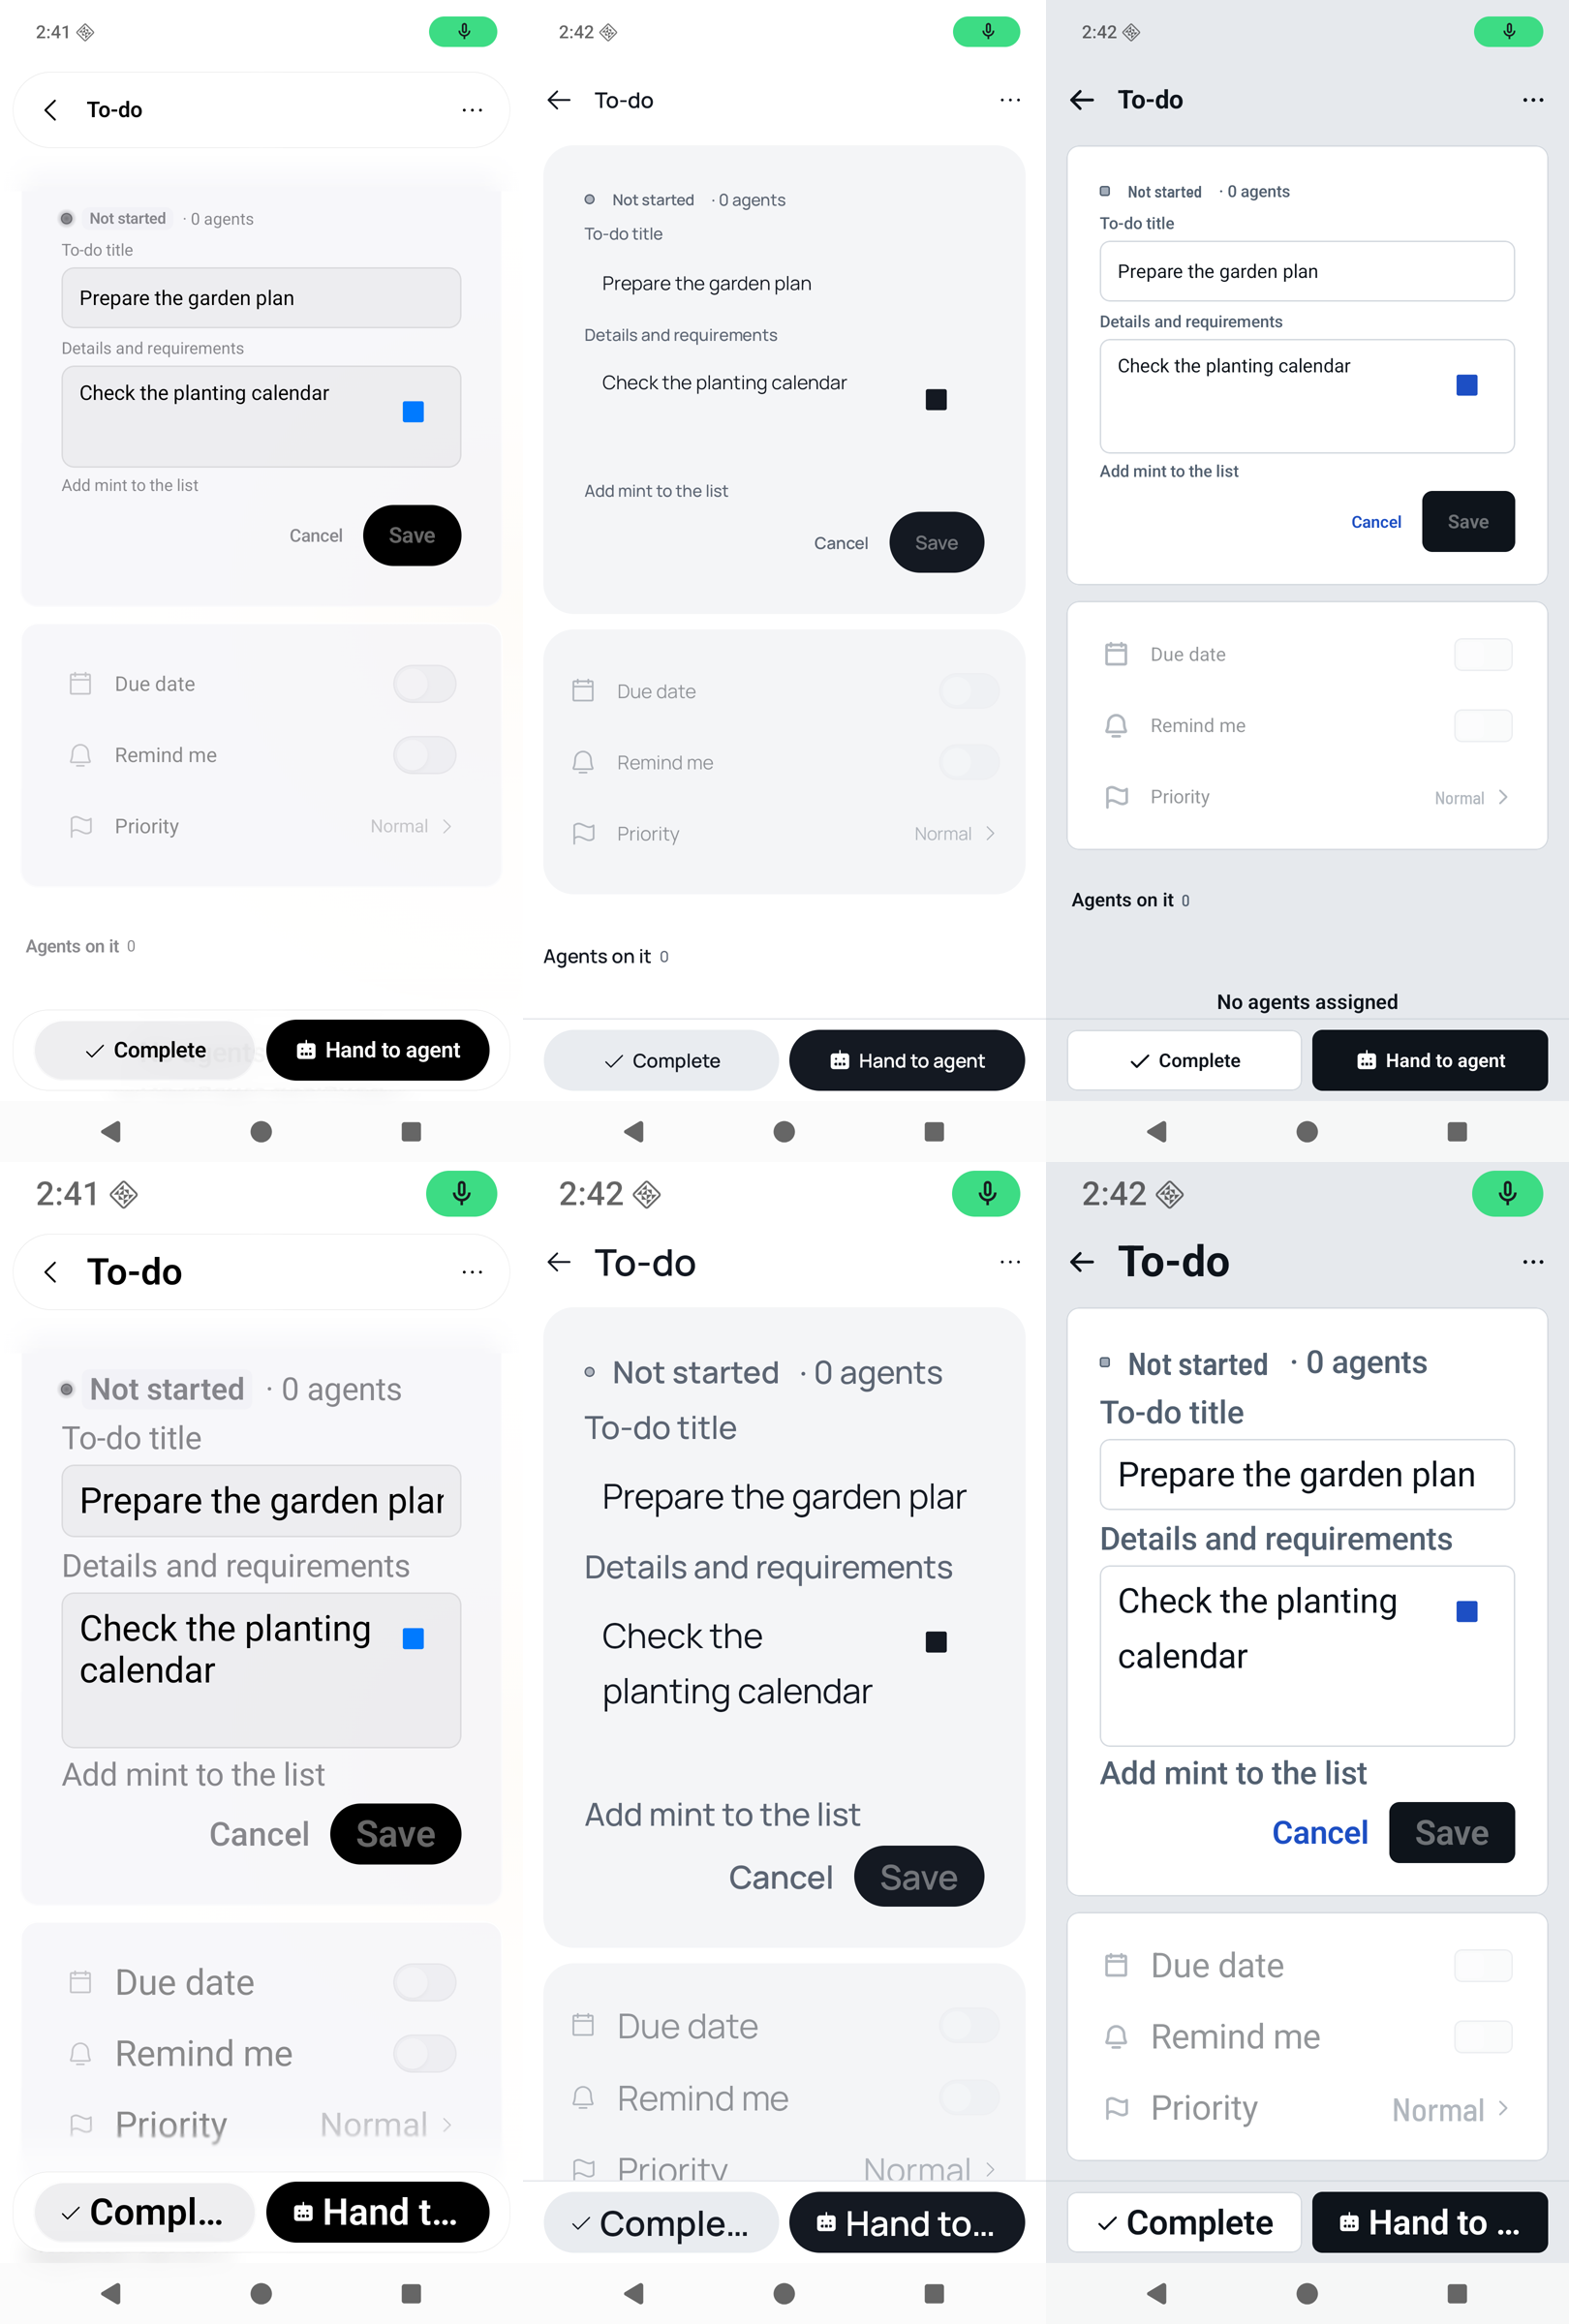 2:41
To-do
Not started · 0 agents
To-do title
Prepare the garden plan
Details and requirements
Check the planting calendar
Add mint to the list
Cancel Save
Due date
Remind me
Priority Normal
Agents on it 0
Complete Hand to agent
2:42
To-do
Not started · 0 agents
To-do title
Prepare the garden plan
Details and requirements
Check the planting calendar
Add mint to the list
Cancel Save
Due date
Remind me
Priority Normal
Agents on it 0
Complete Hand to agent
2:42
To-do
Not started · 0 agents
To-do title
Prepare the garden plan
Details and requirements
Check the planting calendar
Add mint to the list
Cancel Save
Due date
Remind me
Priority Normal
Agents on it 0
No agents assigned
Complete Hand to agent
2:41
To-do
Not started · 0 agents
To-do title
Prepare the garden plar
Details and requirements
Check the planting
calendar
Add mint to the list
Cancel Save
Due date
Remind me
Priority Normal
Compl... Hand t...
2:42
To-do
Not started · 0 agents
To-do title
Prepare the garden plar
Details and requirements
Check the
planting calendar
Add mint to the list
Cancel Save
Due date
Remind me
Priority Normal
Comple... Hand to...
2:42
To-do
Not started · 0 agents
To-do title
Prepare the garden plan
Details and requirements
Check the planting
calendar
Add mint to the list
Cancel Save
Due date
Remind me
Priority Normal
Complete Hand to ...